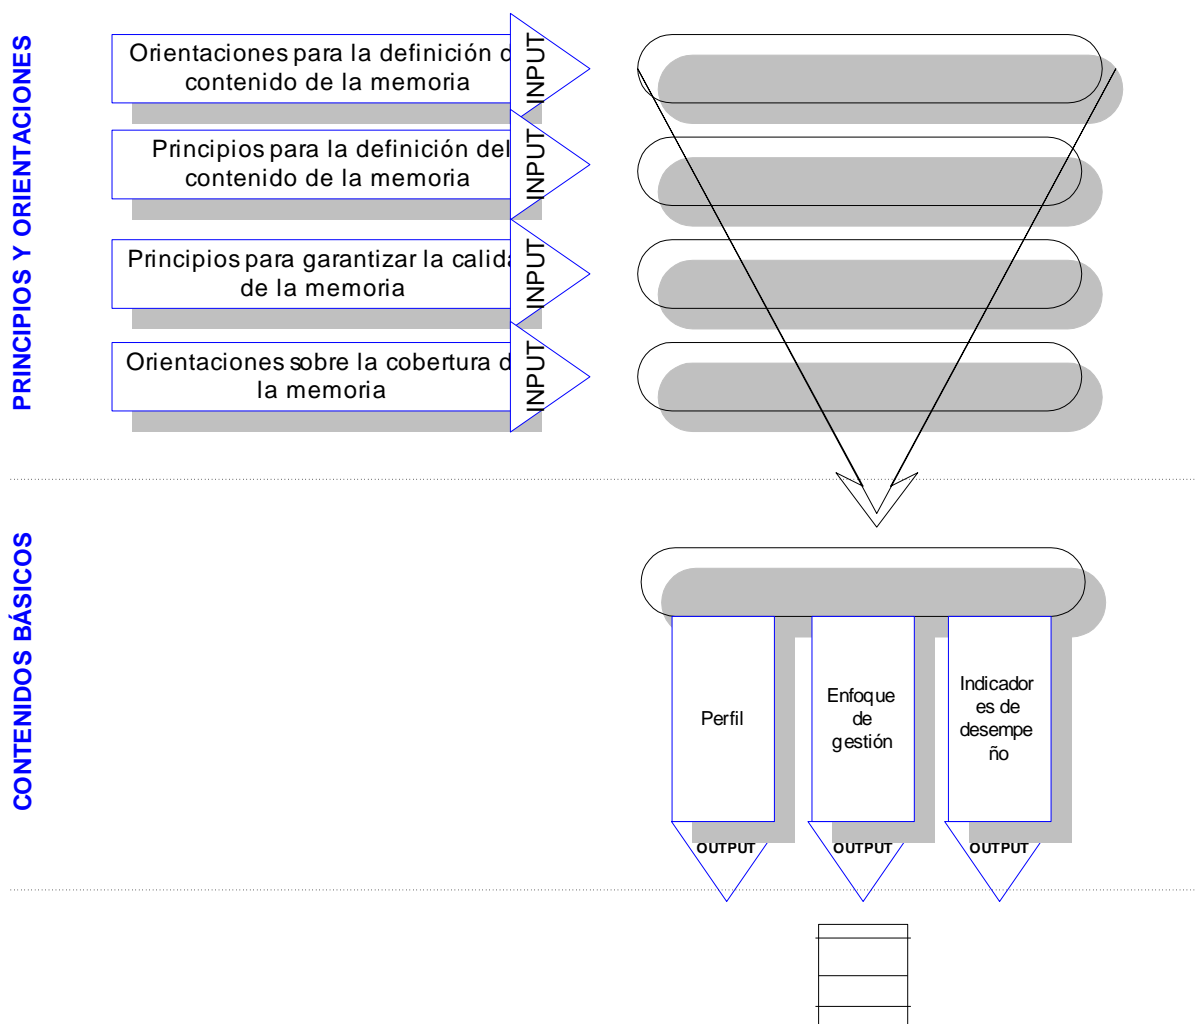 PRINCIPIOS Y ORIENTACIONES
Orientaciones para la definición d
contenido de la memoria
INPUT
Principios para la definición del
contenido de la memoria
INPUT
Principios para garantizar la calida
de la memoria
INPUT
Orientaciones sobre la cobertura d
la memoria
INPUT
CONTENIDOS BÁSICOS
Perfil
Enfoque
de
gestión
Indicador
es de
desempe
ño
OUTPUT
OUTPUT
OUTPUT